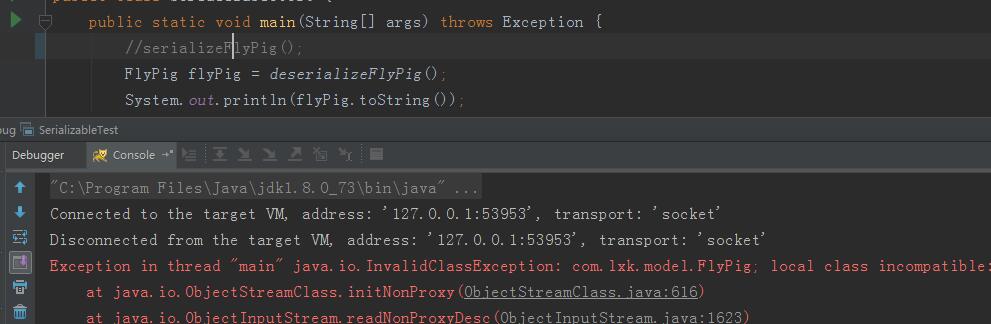 public static void main(String[] args) throws Exception {
//serializeFlyPig();
FlyPig flyPig = deserializeFlyPig();
System.out.println(flyPig.toString());
SerializableTest
Debugger Console
"C:\Program Files\Java\jdk1.8.0_73\bin\java" ...
Connected to the target VM, address: '127.0.0.1:53953', transport: 'socket'
Disconnected from the target VM, address: '127.0.0.1:53953', transport: 'socket'
Exception in thread "main" java.io.InvalidClassException: com.lxk.model.FlyPig; local class incompatible:
at java.io.ObjectStreamClass.initNonProxy(ObjectStreamClass.java:616)
at java.io.ObjectInputStream.readNonProxyDesc(ObjectInputStream.java:1623)